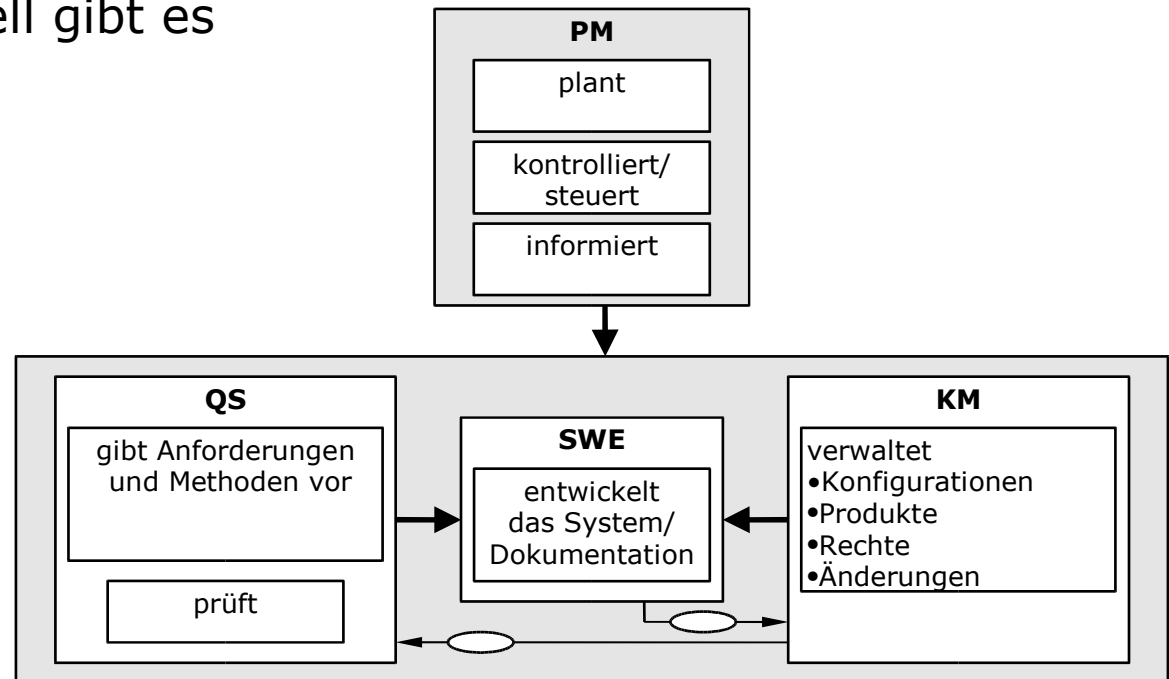 ell gibt es
PM
plant
kontrolliert/
steuert
informiert
QS
gibt Anforderungen
und Methoden vor
prüft
SWE
entwickelt
das System/
Dokumentation
KM
verwaltet
•Konfigurationen
•Produkte
•Rechte
•Änderungen